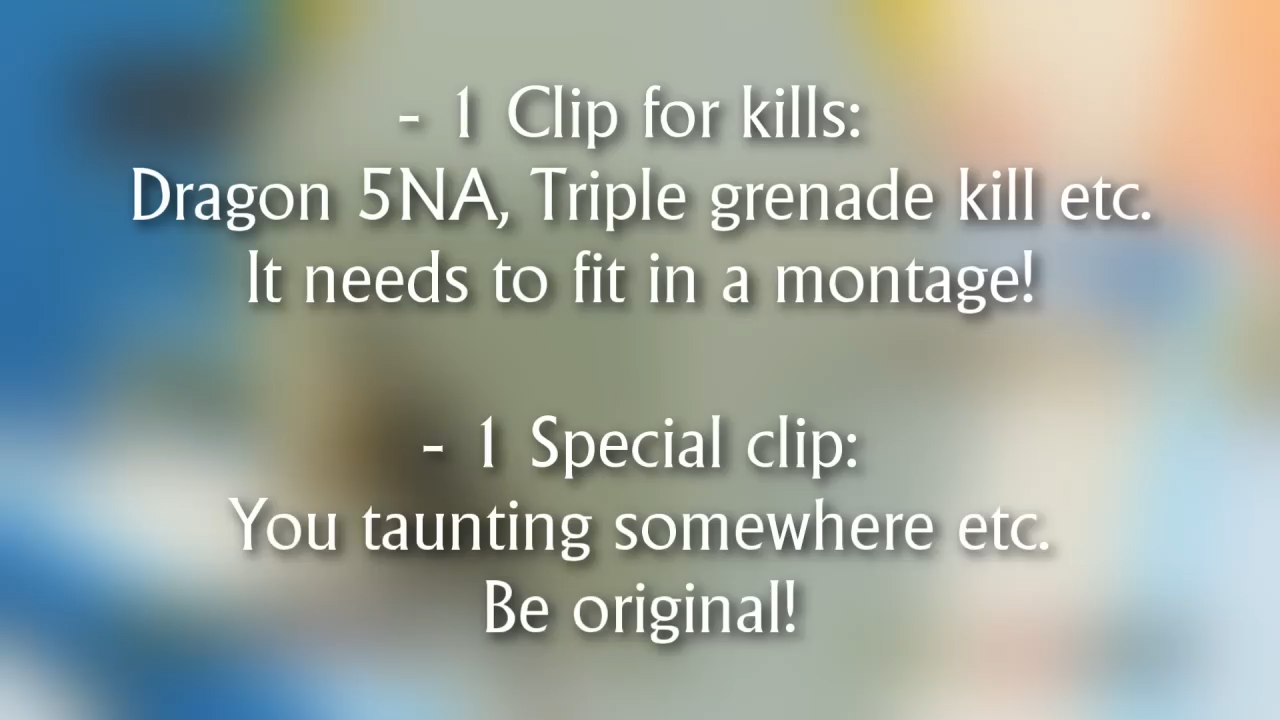 - 1 Clip for kills:
Dragon 5NA, Triple grenade kill etc.
It needs to fit in a montage!
- 1 Special clip:
You taunting somewhere etc.
Be original!